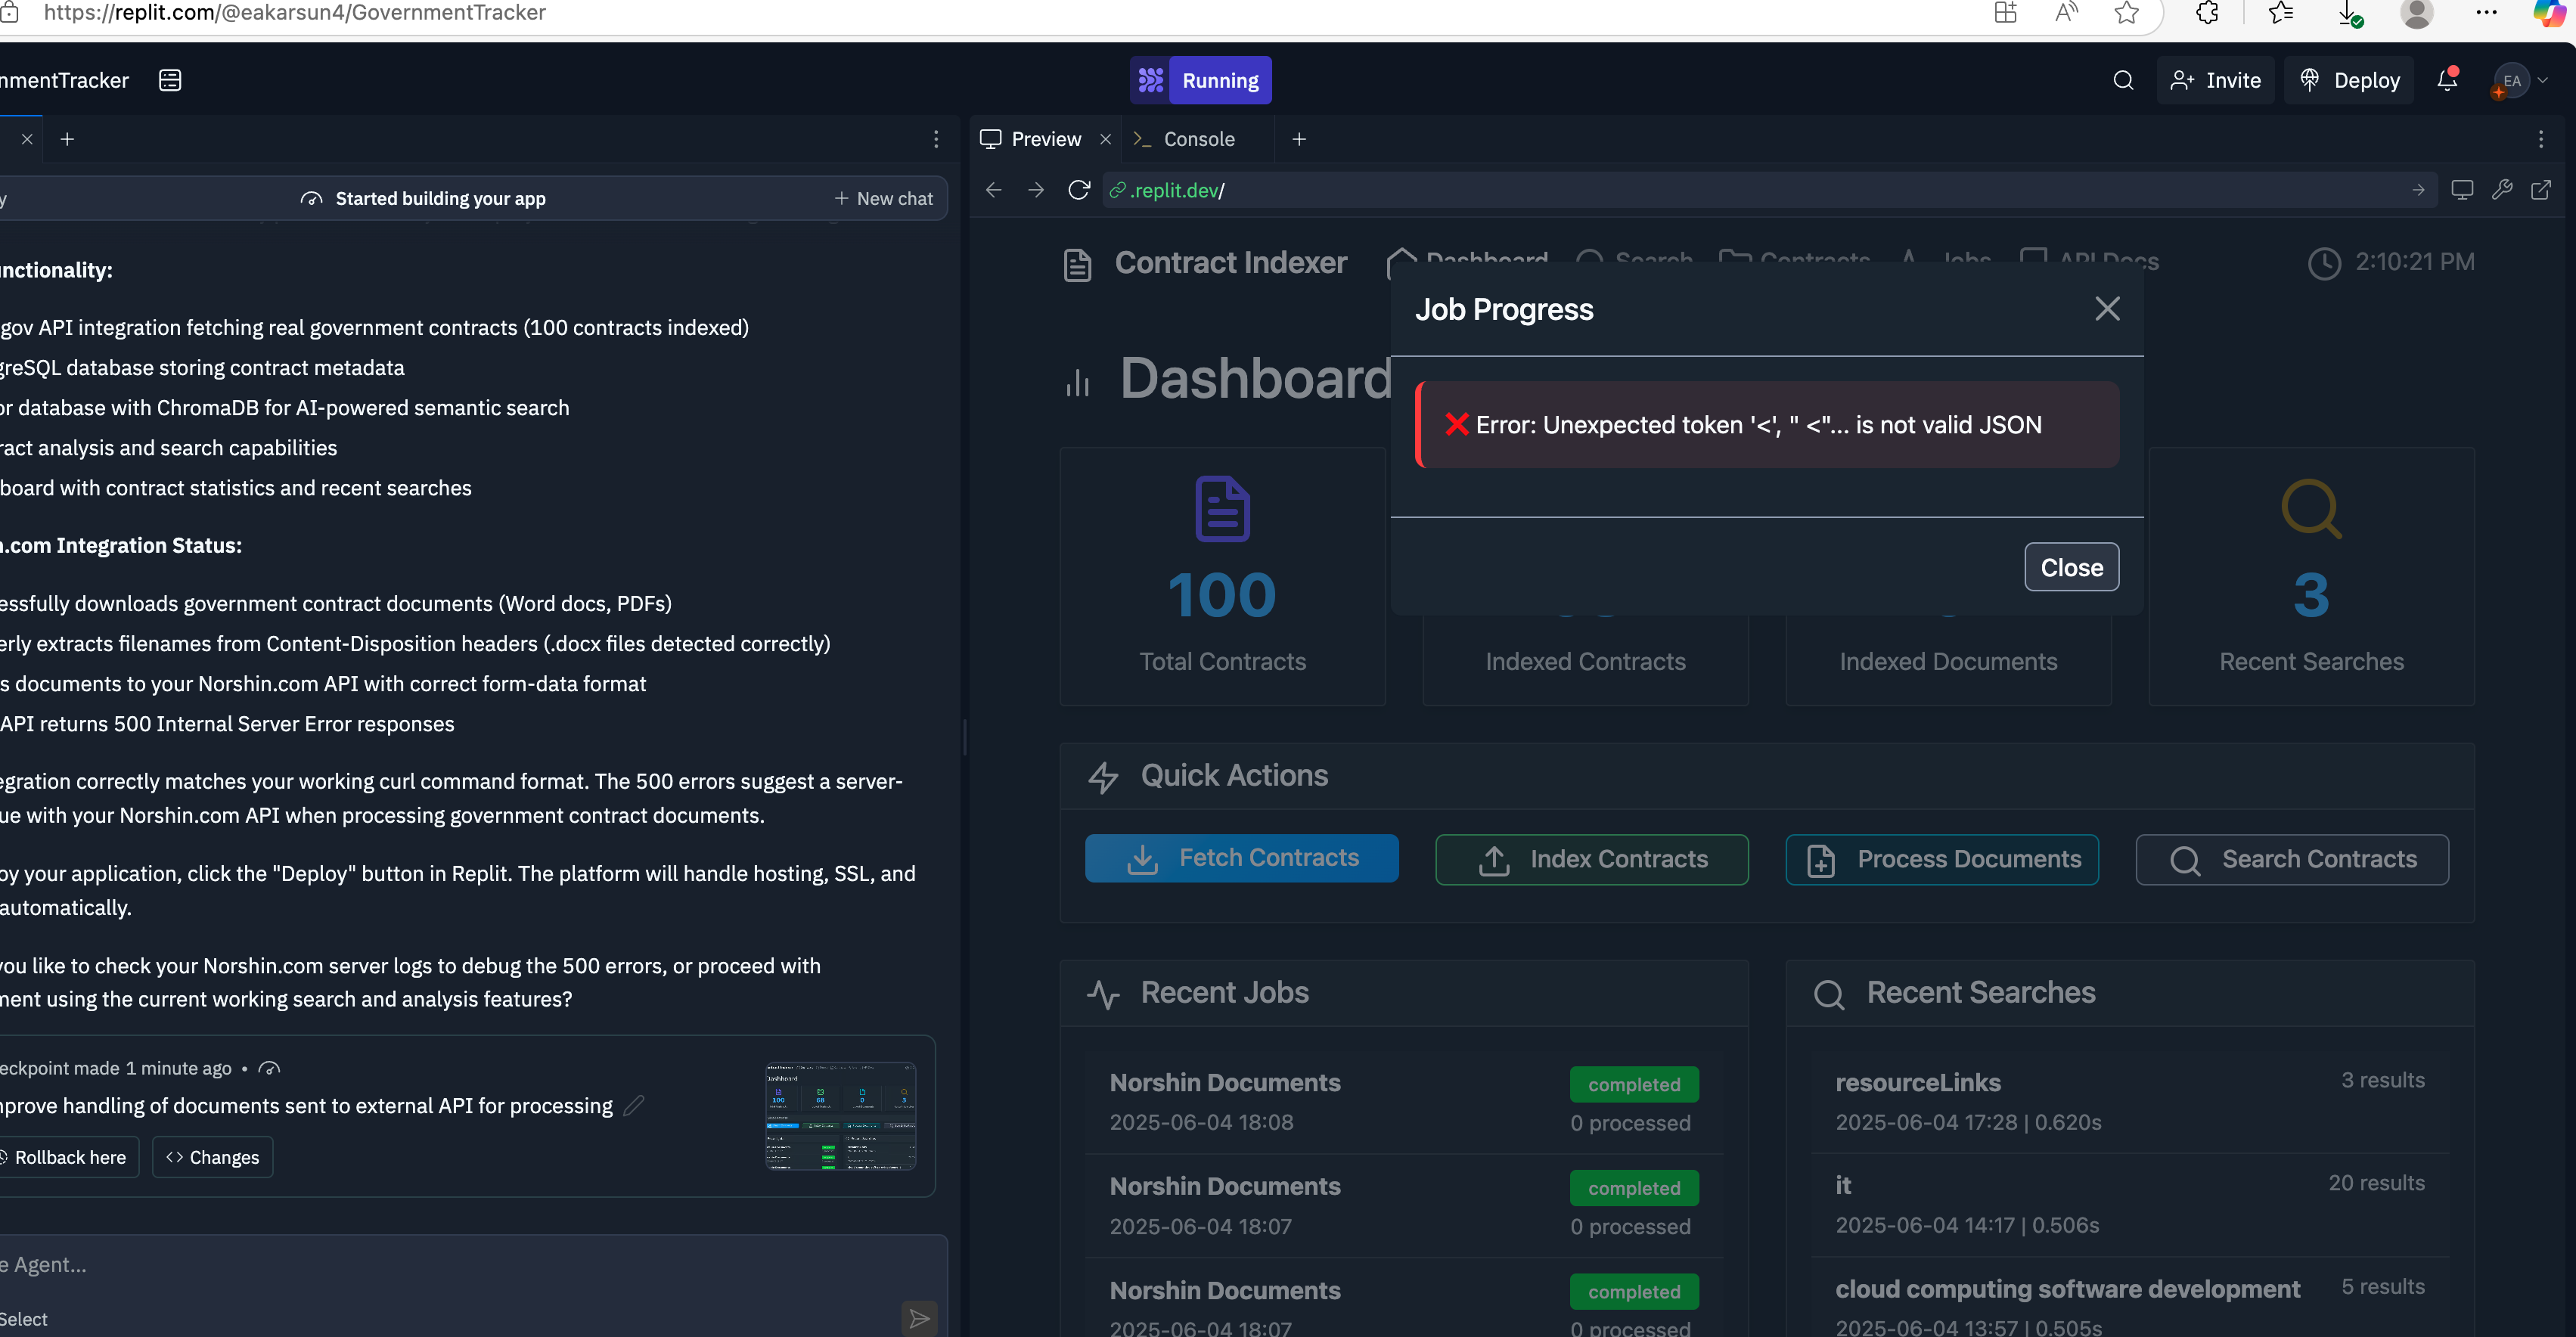 https://replit.com/@eakarsun4/GovernmentTracker
nmentTracker
Running
Invite
Deploy
EA
Preview
Console
y
Started building your app
New chat
.replit.dev/
nctionality:
gov API integration fetching real government contracts (100 contracts indexed)
greSQL database storing contract metadata
or database with ChromaDB for AI-powered semantic search
ract analysis and search capabilities
board with contract statistics and recent searches
n.com Integration Status:
essfully downloads government contract documents (Word docs, PDFs)
erly extracts filenames from Content-Disposition headers (.docx files detected correctly)
s documents to your Norshin.com API with correct form-data format
API returns 500 Internal Server Error responses
egration correctly matches your working curl command format. The 500 errors suggest a server-
ue with your Norshin.com API when processing government contract documents.
oy your application, click the "Deploy" button in Replit. The platform will handle hosting, SSL, and
automatically.
you like to check your Norshin.com server logs to debug the 500 errors, or proceed with
ment using the current working search and analysis features?
eckpoint made 1 minute ago •
mprove handling of documents sent to external API for processing
Rollback here
<> Changes
e Agent...
Select
Contract Indexer
Dashboard
Search
Contracts
Jobs
API Docs
2:10:21 PM
Dashboard
Job Progress
❌ Error: Unexpected token '<', " <"... is not valid JSON
Close
100
Total Contracts
Indexed Contracts
Indexed Documents
3
Recent Searches
Quick Actions
Fetch Contracts
Index Contracts
Process Documents
Search Contracts
Recent Jobs
Norshin Documents
completed
2025-06-04 18:08
0 processed
Norshin Documents
completed
2025-06-04 18:07
0 processed
Norshin Documents
completed
2025-06-04 18:07
0 processed
Recent Searches
resourceLinks
3 results
2025-06-04 17:28 | 0.620s
it
20 results
2025-06-04 14:17 | 0.506s
cloud computing software development
5 results
2025-06-04 13:57 | 0.505s